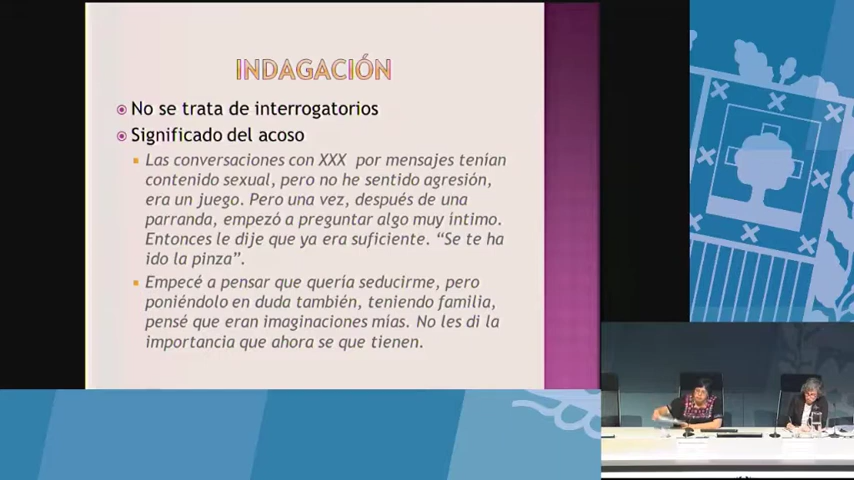 INDAGACIÓN
No se trata de interrogatorios
Significado del acoso
Las conversaciones con XXX por mensajes tenían
contenido sexual, pero no he sentido agresión,
era un juego. Pero una vez, después de una
parranda, empezó a preguntar algo muy íntimo.
Entonces le dije que ya era suficiente. “Se te ha
ido la pinza”.
Empecé a pensar que quería seducirme, pero
poniéndolo en duda también, teniendo familia,
pensé que eran imaginaciones mías. No les di la
importancia que ahora se que tienen.